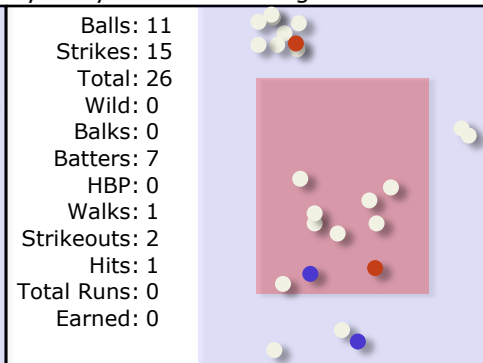 Balls: 11
Strikes: 15
Total: 26
Wild: 0
Balks: 0
Batters: 7
HBP: 0
Walks: 1
Strikeouts: 2
Hits: 1
Total Runs: 0
Earned: 0